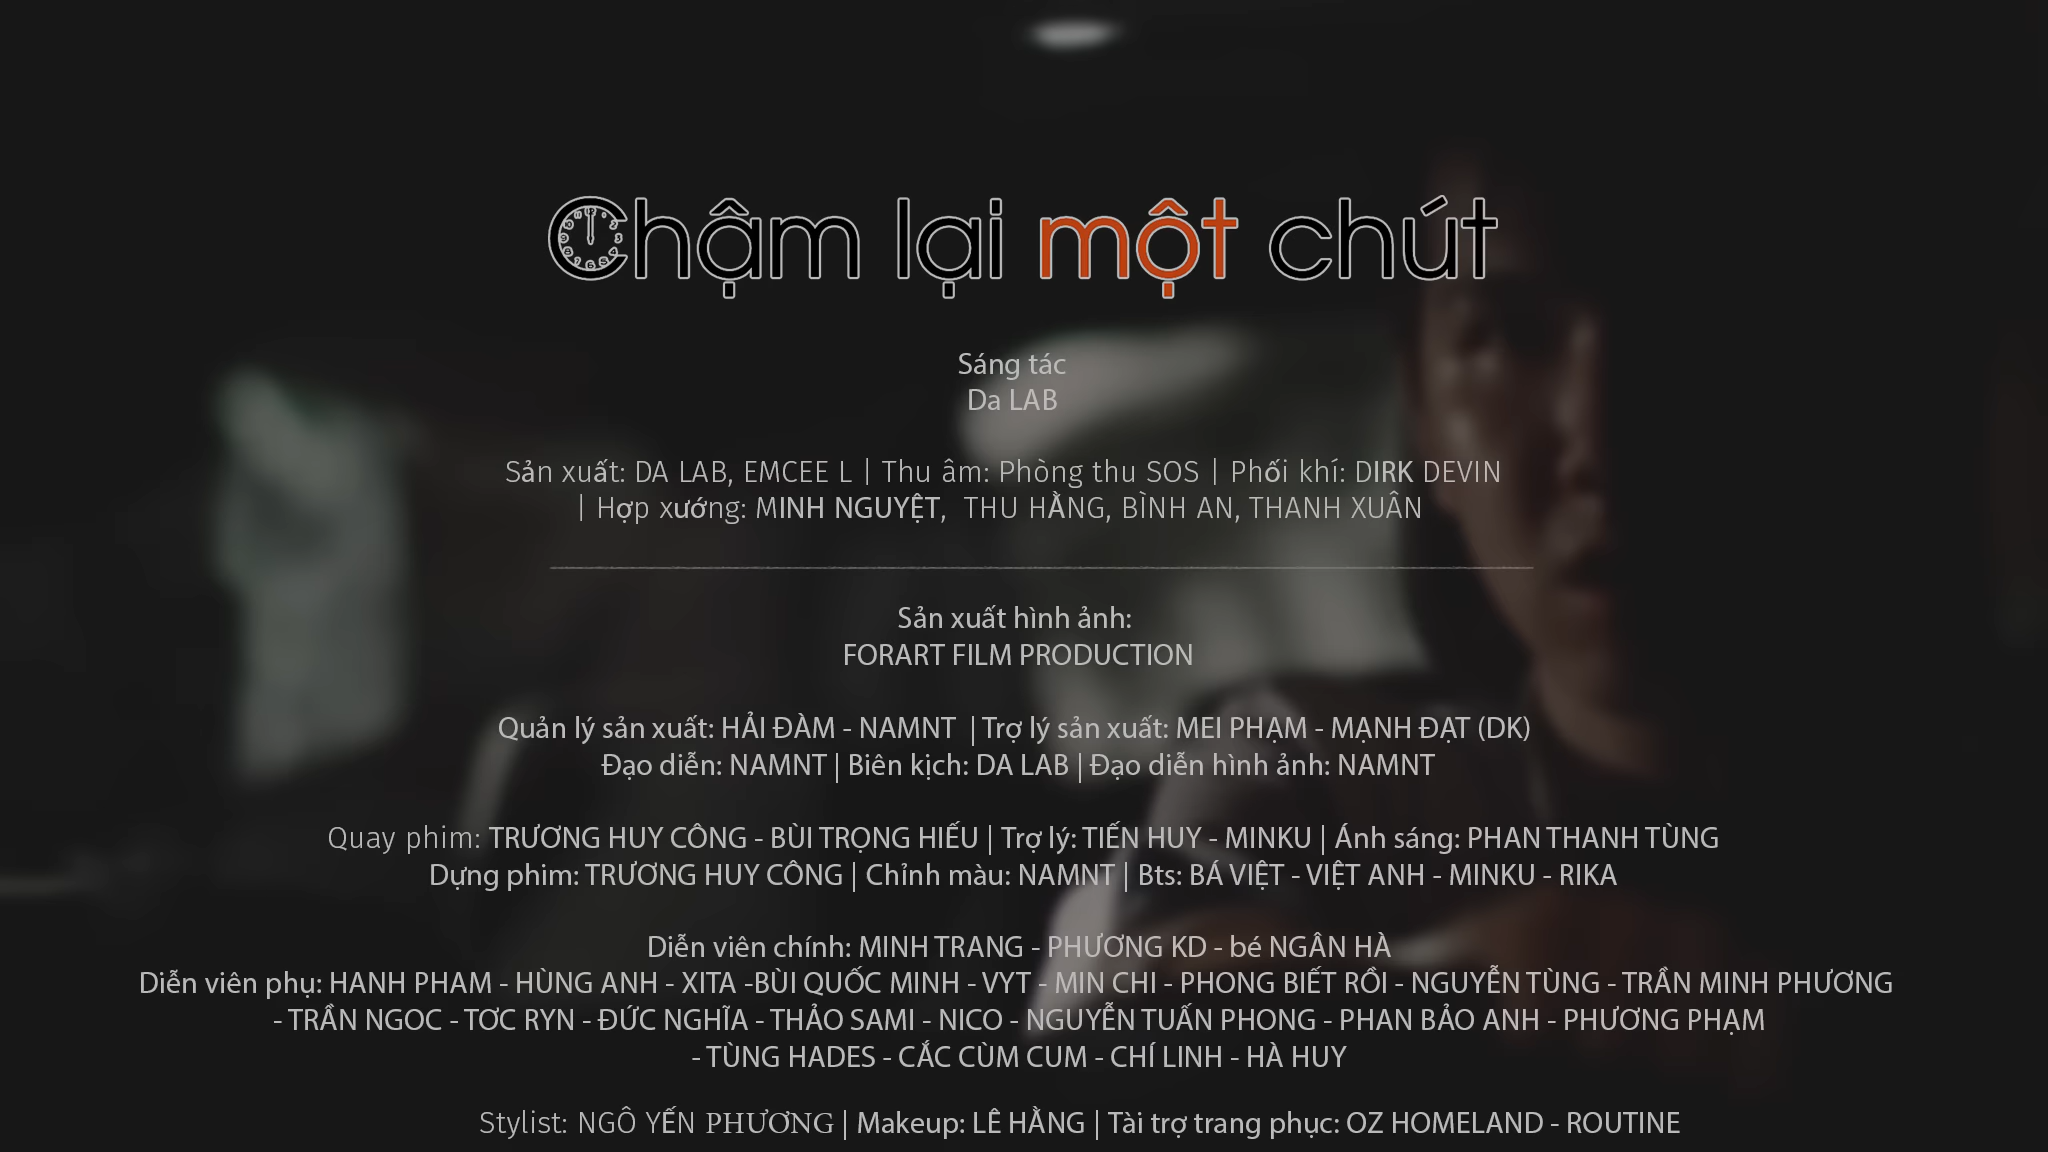 Chậm lại một chút
Sáng tác
Da LAB
Sản xuất: DA LAB, EMCEE L | Thu âm: Phòng thu SOS | Phối khí: DIRK DEVIN
| Hợp xướng: MINH NGUYỆT, THU HẰNG, BÌNH AN, THANH XUÂN
Sản xuất hình ảnh:
FORART FILM PRODUCTION
Quản lý sản xuất: HẢI ĐÀM - NAMNT | Trợ lý sản xuất: MEI PHẠM - MẠNH ĐẠT (DK)
Đạo diễn: NAMNT | Biên kịch: DA LAB | Đạo diễn hình ảnh: NAMNT
Quay phim: TRƯƠNG HUY CÔNG - BÙI TRỌNG HIẾU | Trợ lý: TIẾN HUY - MINKU | Ánh sáng: PHAN THANH TÙNG
Dựng phim: TRƯƠNG HUY CÔNG | Chỉnh màu: NAMNT | Bts: BÁ VIỆT - VIỆT ANH - MINKU - RIKA
Diễn viên chính: MINH TRANG - PHƯƠNG KD - bé NGÂN HÀ
Diễn viên phụ: HANH PHAM - HÙNG ANH - XITA -BÙI QUỐC MINH - VYT - MIN CHI - PHONG BIẾT RỒI - NGUYỄN TÙNG - TRẦN MINH PHƯƠNG
- TRẦN NGOC - TƠC RYN - ĐỨC NGHĨA - THẢO SAMI - NICO - NGUYỄN TUẤN PHONG - PHAN BẢO ANH - PHƯƠNG PHẠM
- TÙNG HADES - CẮC CÙM CUM - CHÍ LINH - HÀ HUY
Stylist: NGÔ YẾN PHƯƠNG | Makeup: LÊ HẰNG | Tài trợ trang phục: OZ HOMELAND - ROUTINE